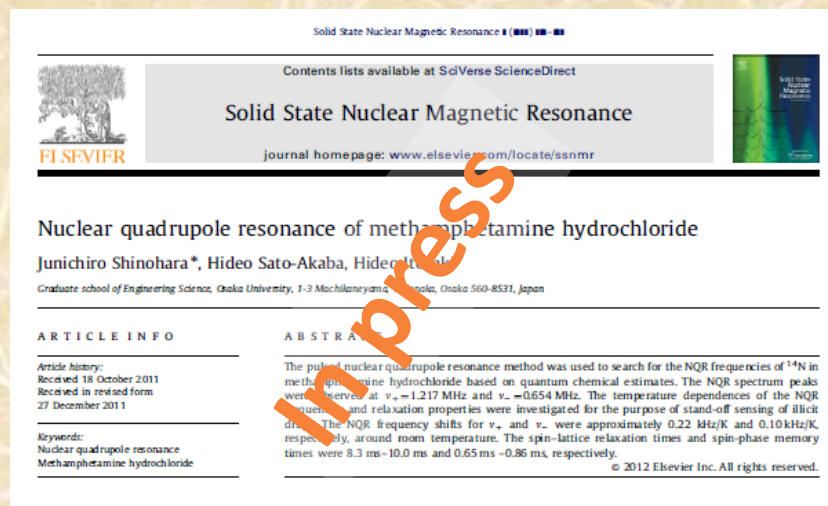 Solid State Nuclear Magnetic Resonance
Contents lists available at SciVerse ScienceDirect
Solid State Nuclear Magnetic Resonance
journal homepage: www.elsevier.com/locate/ssnmr
ELSEVIER
Solid State
Nuclear
Magnetic
Resonance
In press
Nuclear quadrupole resonance of methamphetamine hydrochloride
Junichiro Shinohara*, Hideo Sato-Akaba,
Graduate school of Engineering Science, Osaka University, 1-3 Machikaneyama, Osaka 560-8531, Japan
ARTICLE INFO
Article history:
Received 18 October 2011
Received in revised form
27 December 2011
Keywords:
Nuclear quadrupole resonance
Methamphetamine hydrochloride
ABSTRACT
The pulsed nuclear quadrupole resonance method was used to search for the NQR frequencies of ¹⁴N in
methamphetamine hydrochloride based on quantum chemical estimates. The NQR spectrum peaks
were observed at ν₊=1.217 MHz and ν₋=0.654 MHz. The temperature dependences of the NQR
and relaxation properties were investigated for the purpose of stand-off sensing of illicit
The NQR frequency shifts for ν₊ and ν₋ were approximately 0.22 kHz/K and 0.10 kHz/K,
respectively, around room temperature. The spin-lattice relaxation times and spin-phase memory
times were 8.3 ms–10.0 ms and 0.65 ms –0.86 ms, respectively.
© 2012 Elsevier Inc. All rights reserved.